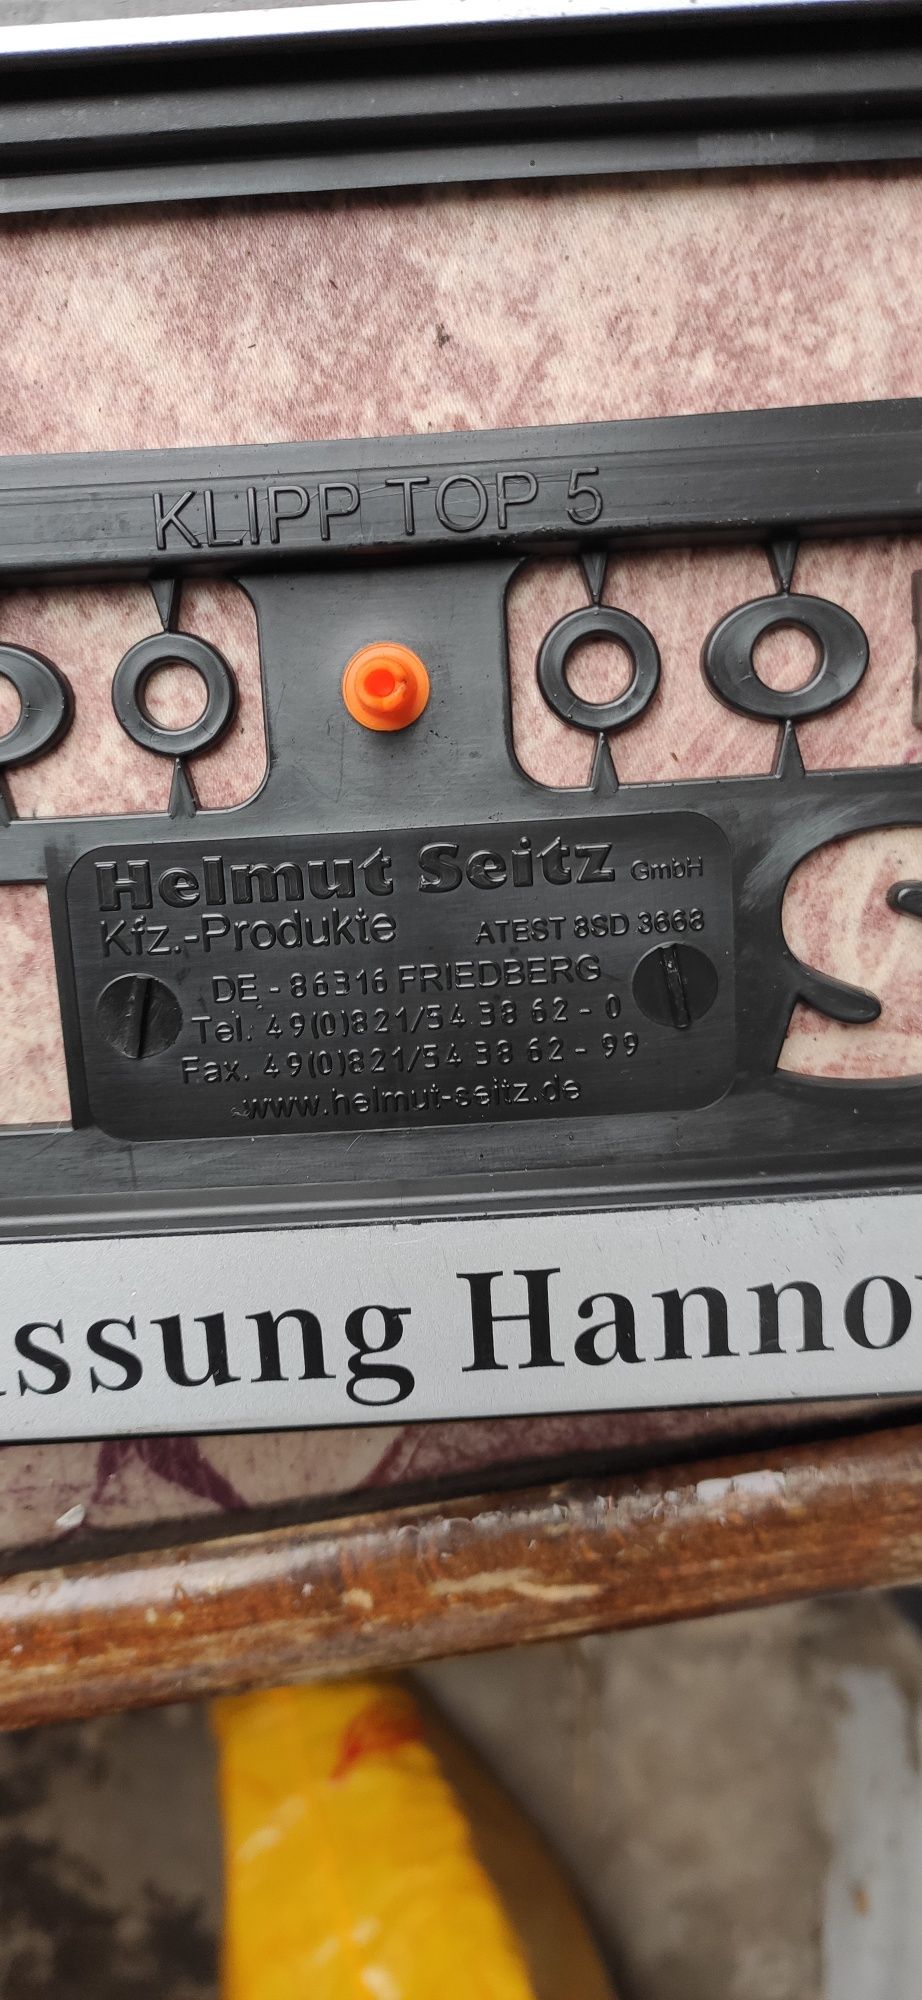 KLIPP TOP 5
Helmut Seitz GmbH
Kfz.-Produkte ATEST 8SD 3668
DE - 86316 FRIEDBERG
Tel. 49(0)821/54 38 62 - 0
Fax. 49(0)821/54 38 62 - 99
www.helmut-seitz.de
ssung Hanno